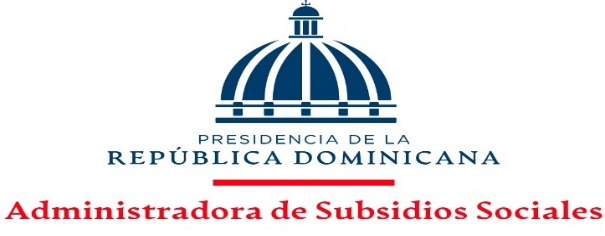 PRESIDENCIA DE LA
REPÚBLICA DOMINICANA
Administradora de Subsidios Sociales